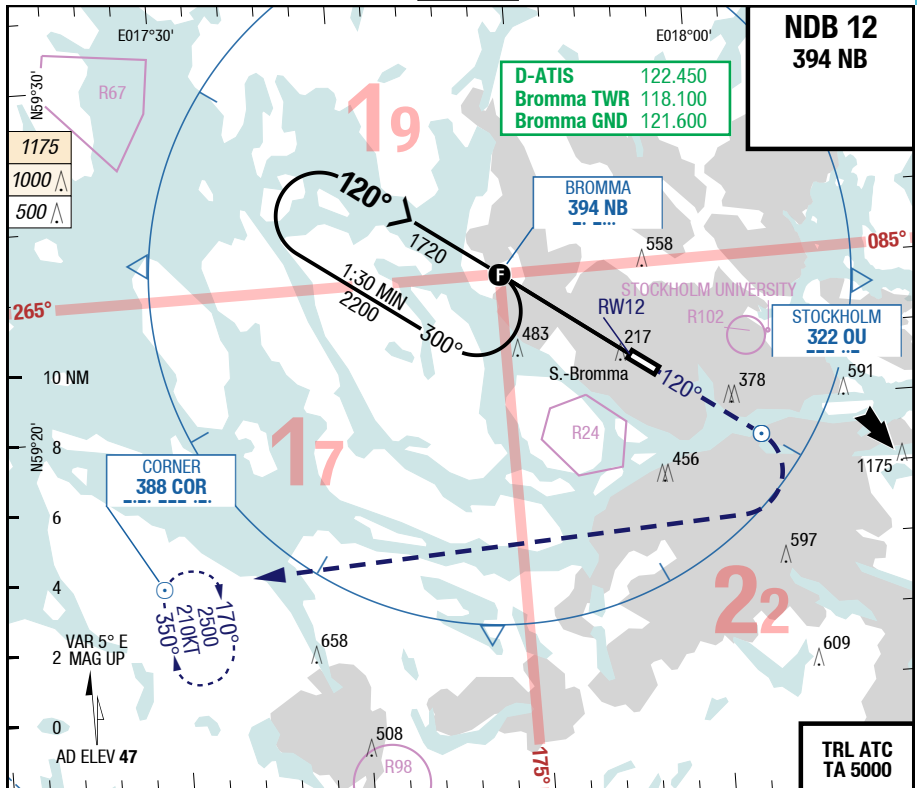 E017°30'
E018°00'
NDB 12
394 NB
N59°30'
R67
19
D-ATIS 122.450
Bromma TWR 118.100
Bromma GND 121.600
1175
1000
500
120°
1720
BROMMA
394 NB
558
085°
265°
1:30 MIN
2200
300°
483
RW12
217
STOCKHOLM UNIVERSITY
R102
STOCKHOLM
322 OU
S.-Bromma
120°
378
591
10 NM
N59°20'
8
R24
17
456
1175
CORNER
388 COR
6
597
4
170°
2500
210KT
350°
22
VAR 5° E
MAG UP
2
658
609
0
AD ELEV 47
508
R98
175°
TRL ATC
TA 5000